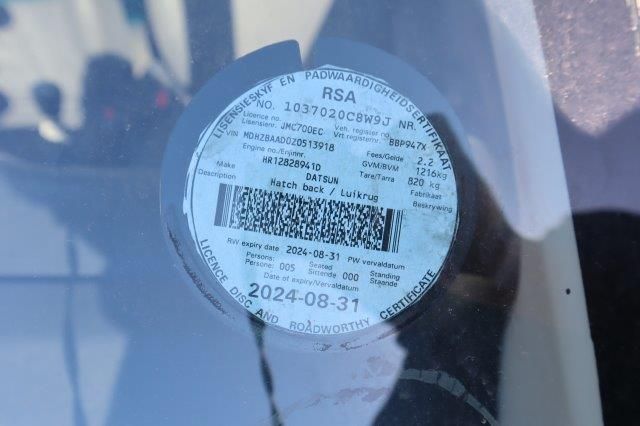 LISENSIESKYF EN PADWAARDIGHEIDSERTIFIKAAT
RSA
NO. 1037020C8W9J NR.
Licence no./ Lisensienr. JMC700EC Veh. register no./ Vrt.registernr. BBP947X
VIN MDHZBAAD0Z0513918 Fees/Gelde 2.2
Engine no./Enjinnr. GVM/BVM 1216kg
HR12828941D Tare/Tarra 820 kg
Make DATSUN Fabrikaat
Description Hatch back / Luikrug Beskrywing
RW expiry date 2024-08-31 PW vervaldatum
Persons: Seated Standing
Persone: 005 Sittende 000 Staande
Date of expiry/Vervaldatum
2024-08-31
LICENCE DISC AND ROADWORTHY CERTIFICATE